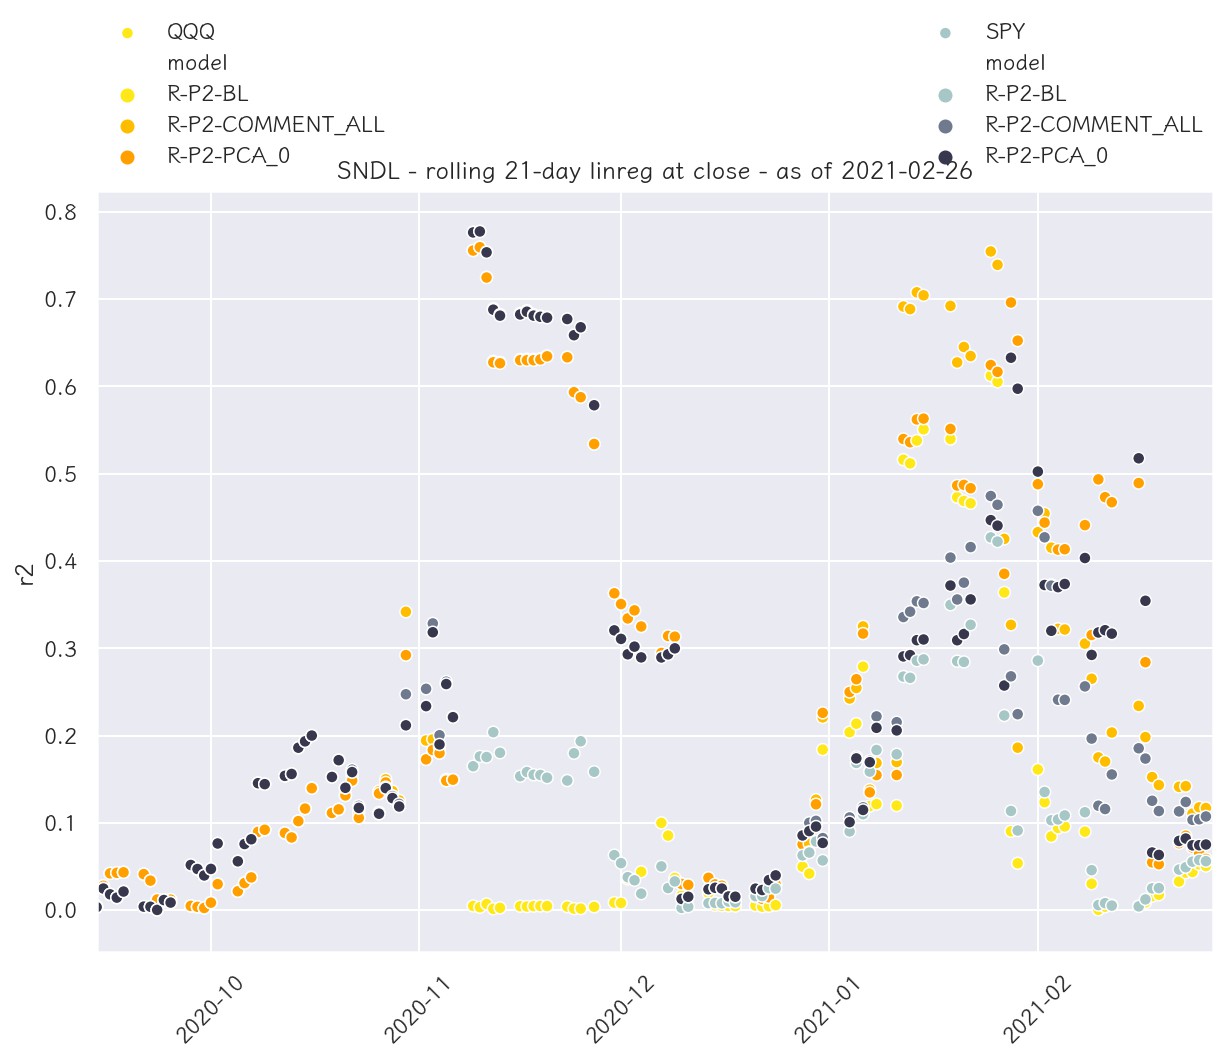 QQQ
model
R-P2-BL
R-P2-COMMENT_ALL
R-P2-PCA_0
SPY
model
R-P2-BL
R-P2-COMMENT_ALL
R-P2-PCA_0
SNDL - rolling 21-day linreg at close - as of 2021-02-26
0.8
0.7
0.6
0.5
0.4
0.3
0.2
0.1
0.0
r2
2020-10
2020-11
2020-12
2021-01
2021-02